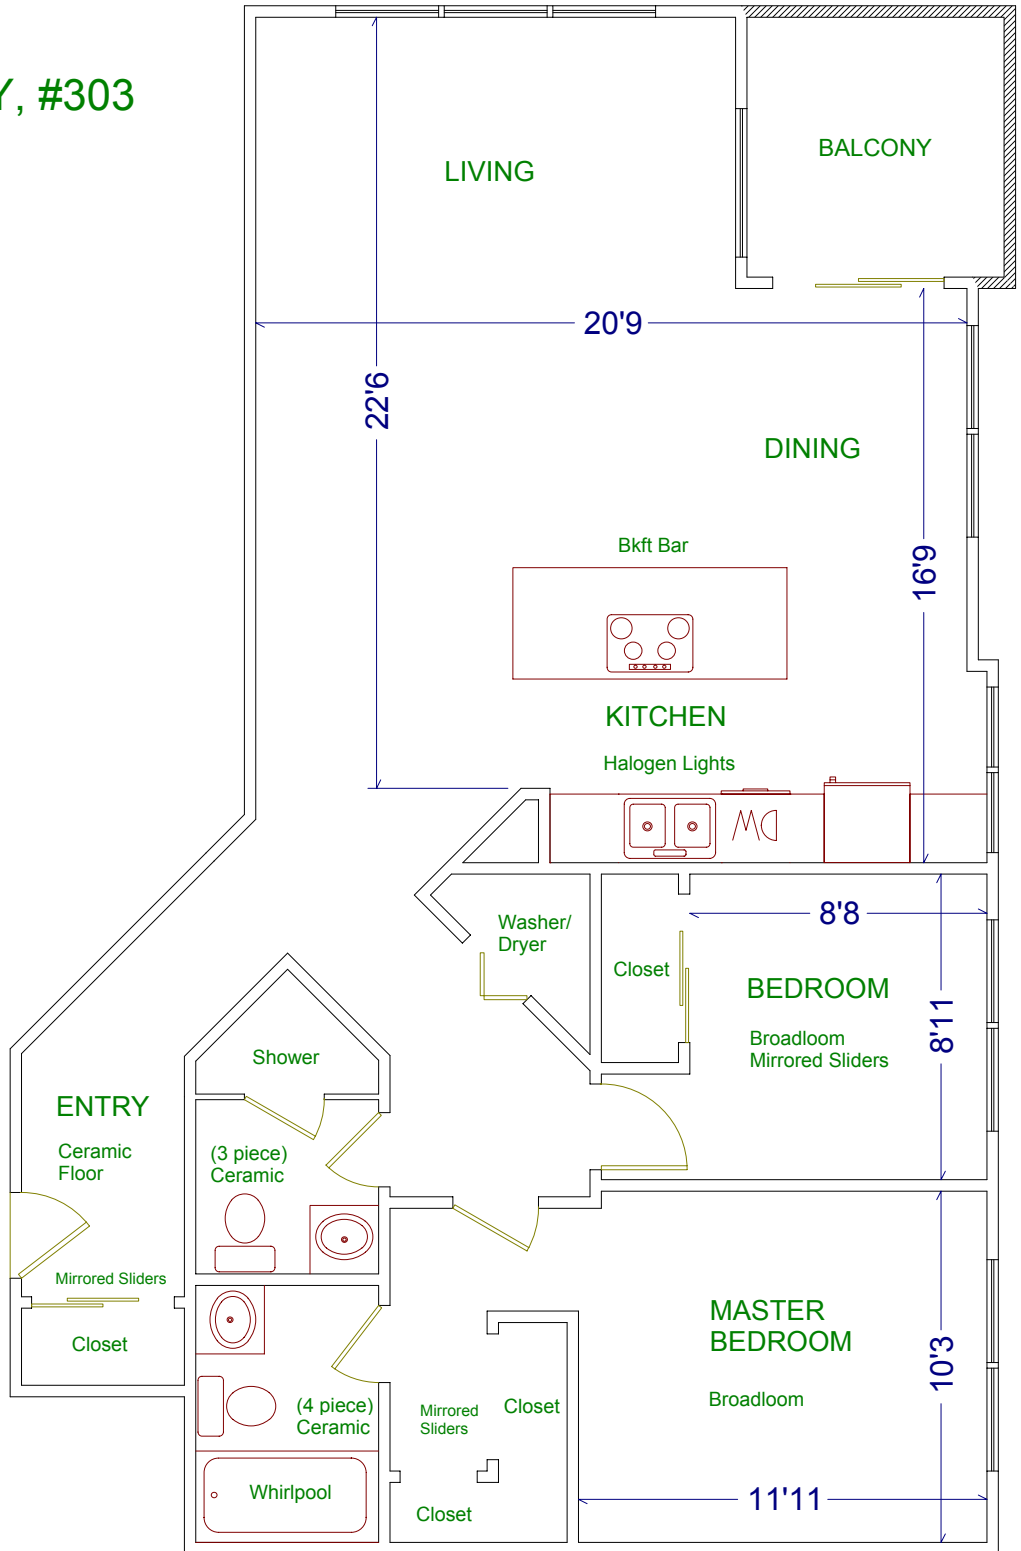 Y, #303
LIVING
BALCONY
20'9
22'6
DINING
Bkft Bar
16'9
KITCHEN
Halogen Lights
DW
8'8
Washer/
Dryer
Closet
BEDROOM
8'11
Broadloom
Mirrored Sliders
Shower
ENTRY
Ceramic
Floor
(3 piece)
Ceramic
Mirrored Sliders
Closet
MASTER
BEDROOM
10'3
Broadloom
(4 piece)
Ceramic
Mirrored
Sliders
Closet
Whirlpool
Closet
11'11